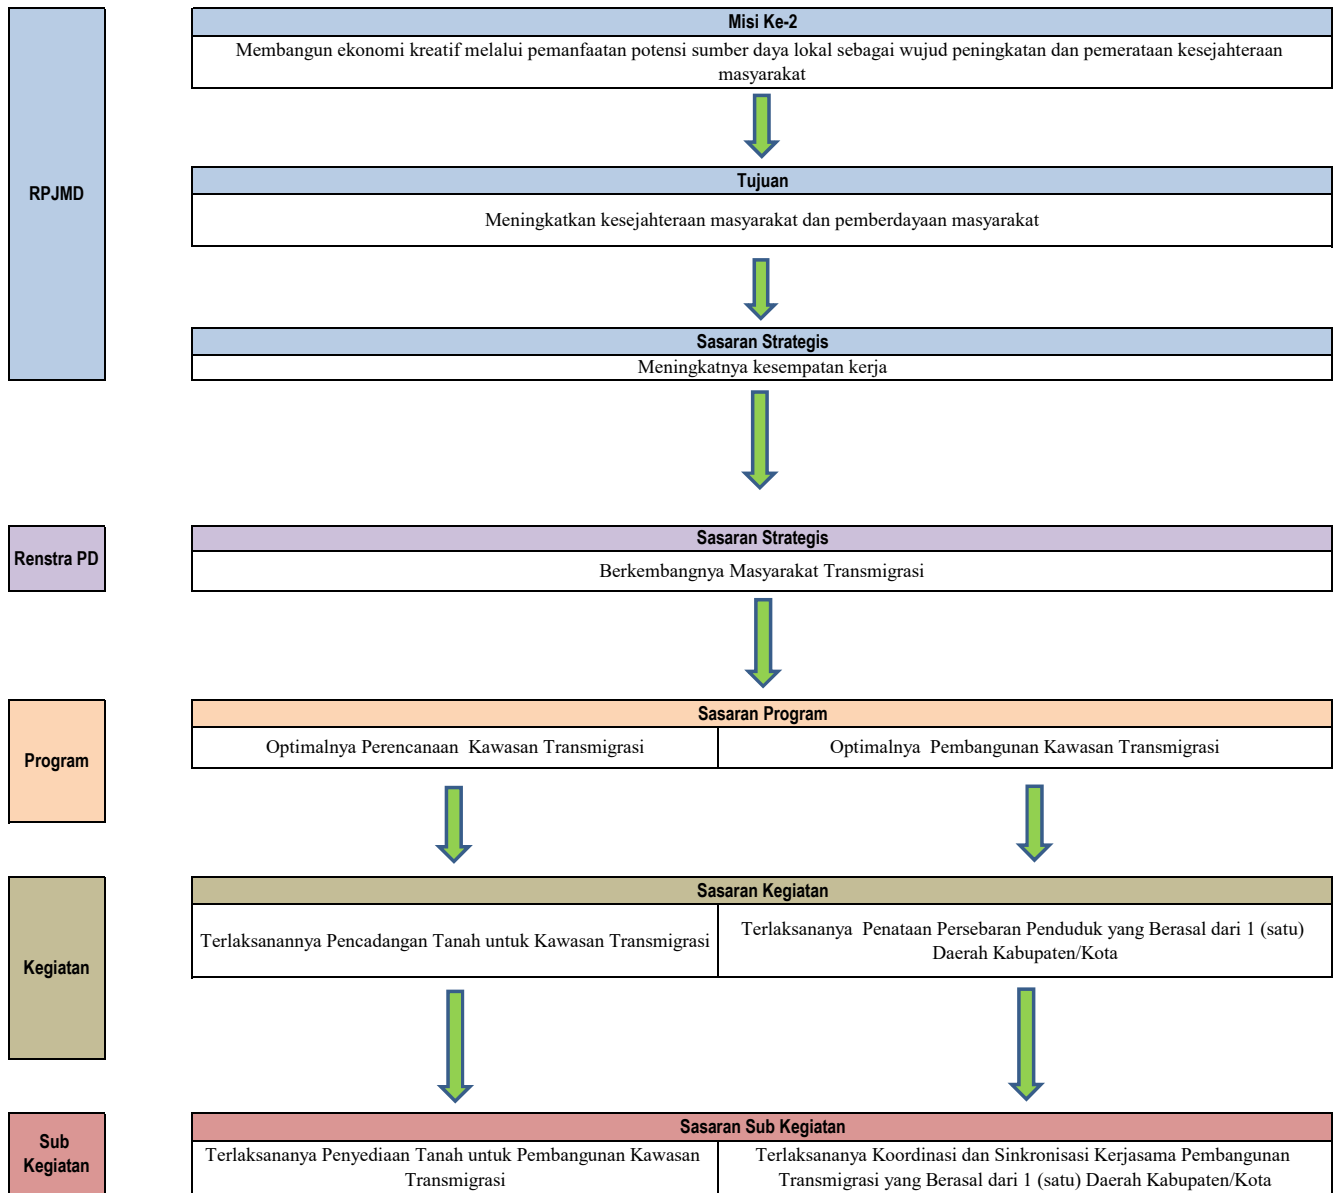 RPJMD
Misi Ke-2
Membangun ekonomi kreatif melalui pemanfaatan potensi sumber daya lokal sebagai wujud peningkatan dan pemerataan kesejahteraan
masyarakat
Tujuan
Meningkatkan kesejahteraan masyarakat dan pemberdayaan masyarakat
Sasaran Strategis
Meningkatnya kesempatan kerja
Renstra PD
Sasaran Strategis
Berkembangnya Masyarakat Transmigrasi
Program
Sasaran Program
Optimalnya Perencanaan Kawasan Transmigrasi
Optimalnya Pembangunan Kawasan Transmigrasi
Kegiatan
Sasaran Kegiatan
Terlaksanannya Pencadangan Tanah untuk Kawasan Transmigrasi
Terlaksananya Penataan Persebaran Penduduk yang Berasal dari 1 (satu)
Daerah Kabupaten/Kota
Sub
Kegiatan
Sasaran Sub Kegiatan
Terlaksananya Penyediaan Tanah untuk Pembangunan Kawasan
Transmigrasi
Terlaksananya Koordinasi dan Sinkronisasi Kerjasama Pembangunan
Transmigrasi yang Berasal dari 1 (satu) Daerah Kabupaten/Kota